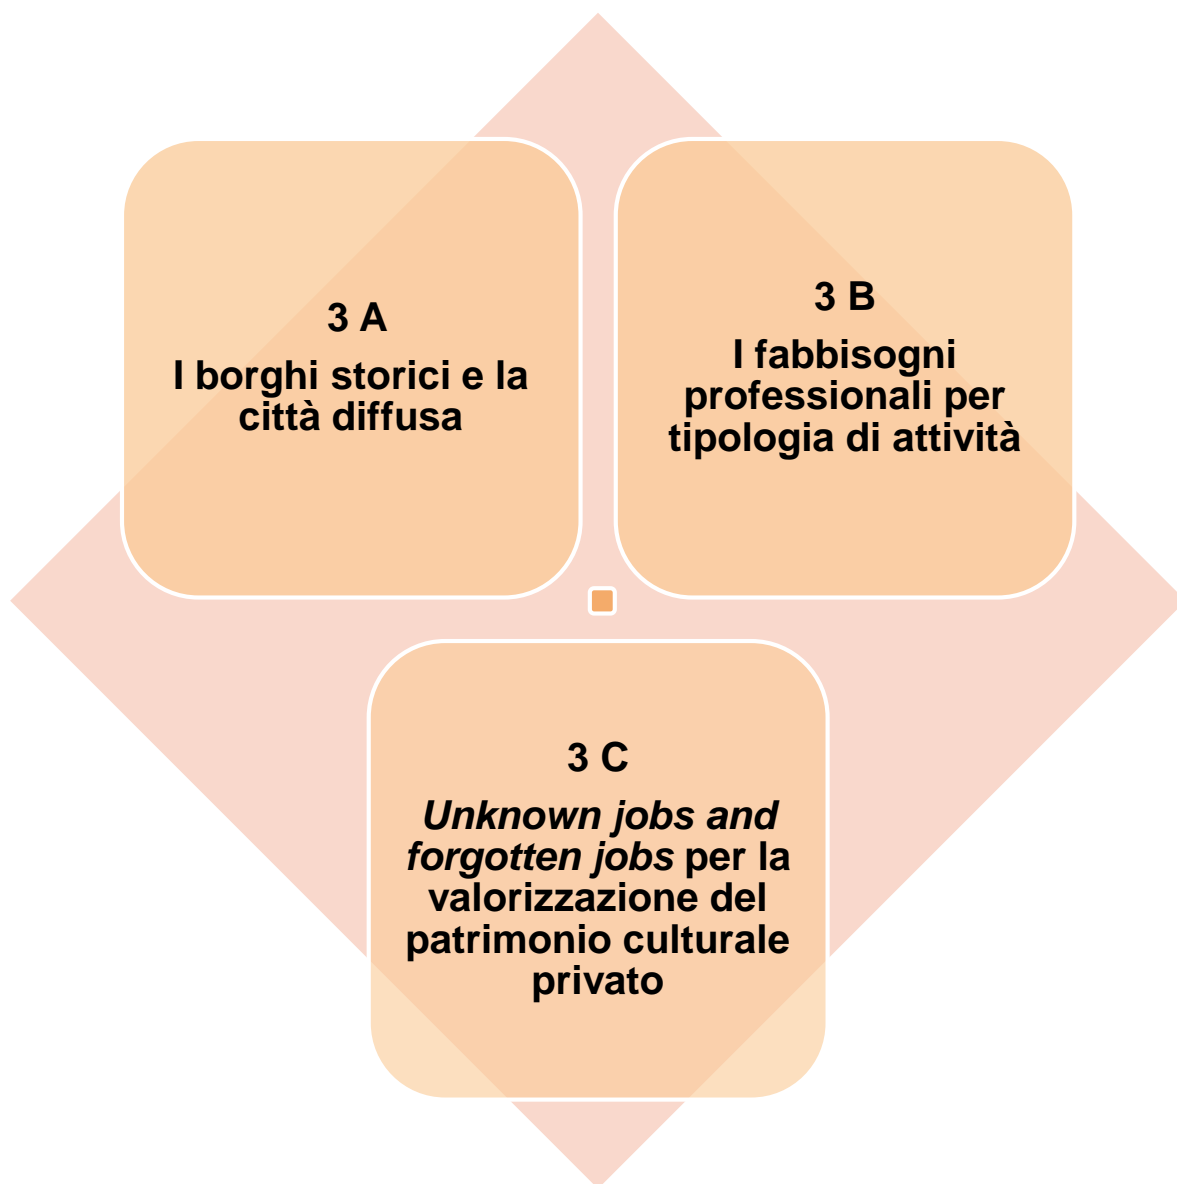 3 A
I borghi storici e la
città diffusa
3 B
I fabbisogni
professionali per
tipologia di attività
3 C
Unknown jobs and
forgotten jobs per la
valorizzazione del
patrimonio culturale
privato